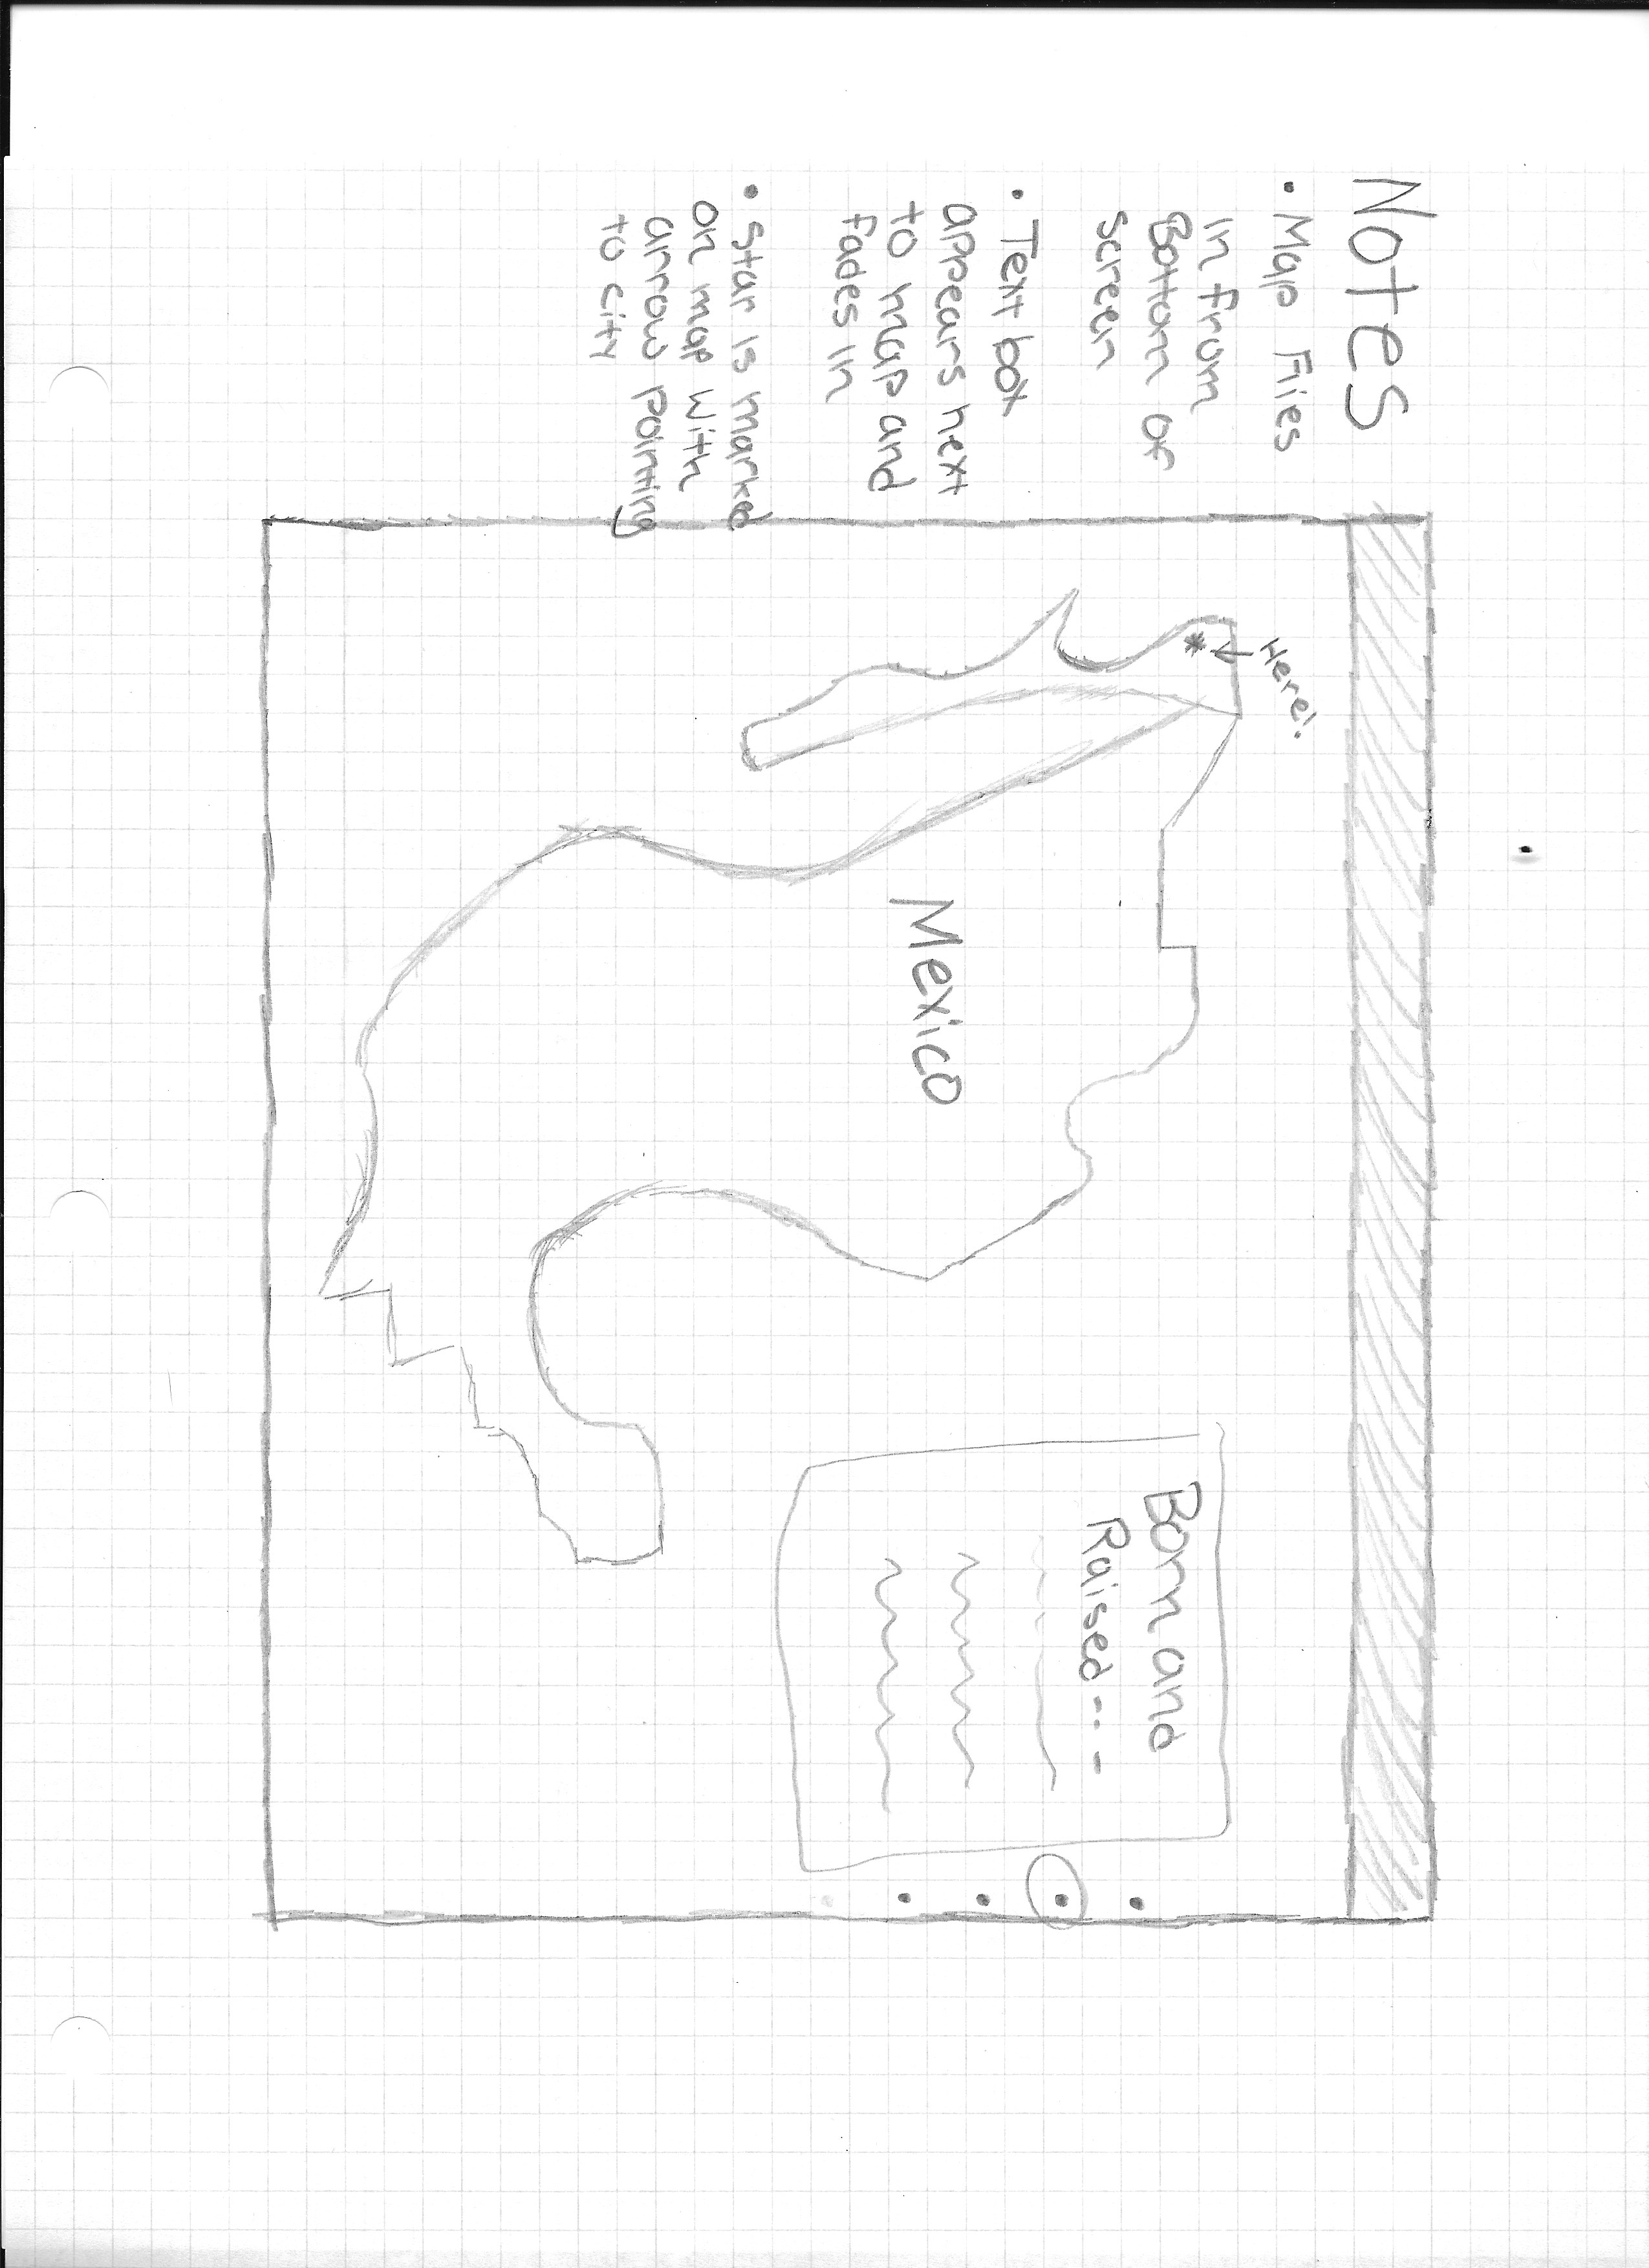 Notes
• Map Flies
in from
Bottom of
screen
• Text box
appears next
to map and
fades in
• Star is marked
on map with
arrow pointing
to city
Here!
*
Mexico
Born and
Raised---